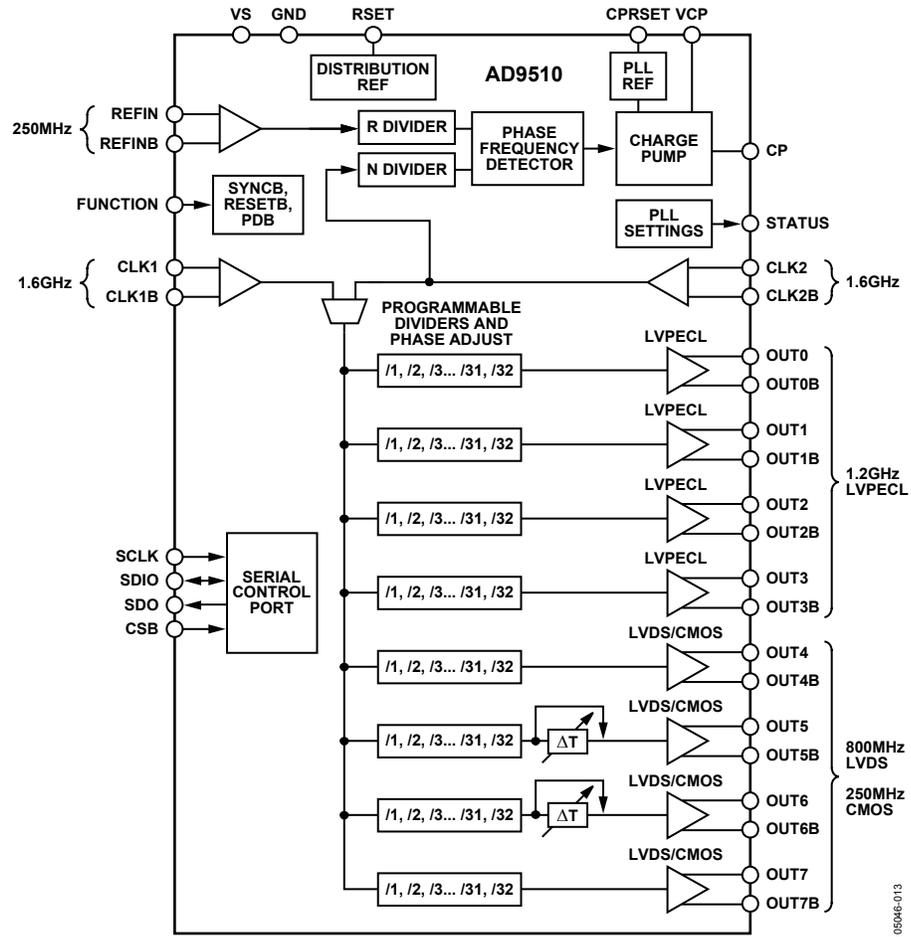 VS GND RSET CPRSET VCP
DISTRIBUTION
REF
AD9510
PLL
REF
250MHz
REFIN
REFINB
R DIVIDER
N DIVIDER
PHASE
FREQUENCY
DETECTOR
CHARGE
PUMP
CP
FUNCTION
SYNCB,
RESETB,
PDB
PLL
SETTINGS
STATUS
1.6GHz
CLK1
CLK1B
CLK2
CLK2B
1.6GHz
PROGRAMMABLE
DIVIDERS AND
PHASE ADJUST
/1, /2, /3... /31, /32
LVPECL
OUT0
OUT0B
/1, /2, /3... /31, /32
LVPECL
OUT1
OUT1B
1.2GHz
LVPECL
/1, /2, /3... /31, /32
LVPECL
OUT2
OUT2B
/1, /2, /3... /31, /32
LVPECL
OUT3
OUT3B
SCLK
SDIO
SDO
CSB
SERIAL
CONTROL
PORT
/1, /2, /3... /31, /32
LVDS/CMOS
OUT4
OUT4B
/1, /2, /3... /31, /32
ΔT
LVDS/CMOS
OUT5
OUT5B
800MHz
LVDS
250MHz
CMOS
/1, /2, /3... /31, /32
ΔT
LVDS/CMOS
OUT6
OUT6B
/1, /2, /3... /31, /32
LVDS/CMOS
OUT7
OUT7B
05046-013